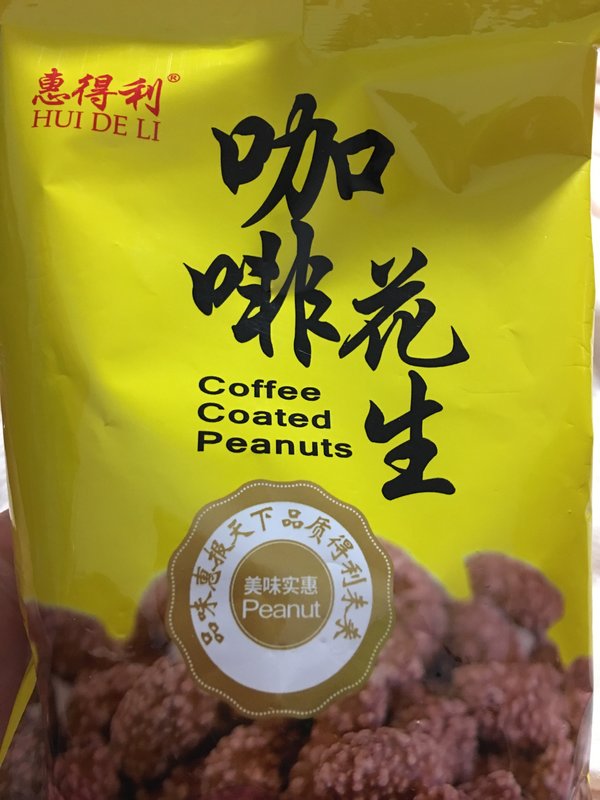 惠得利®
HUI DE LI
咖啡
花生
Coffee
Coated
Peanuts
品味惠报天下品质得利未来
美味实惠
Peanut